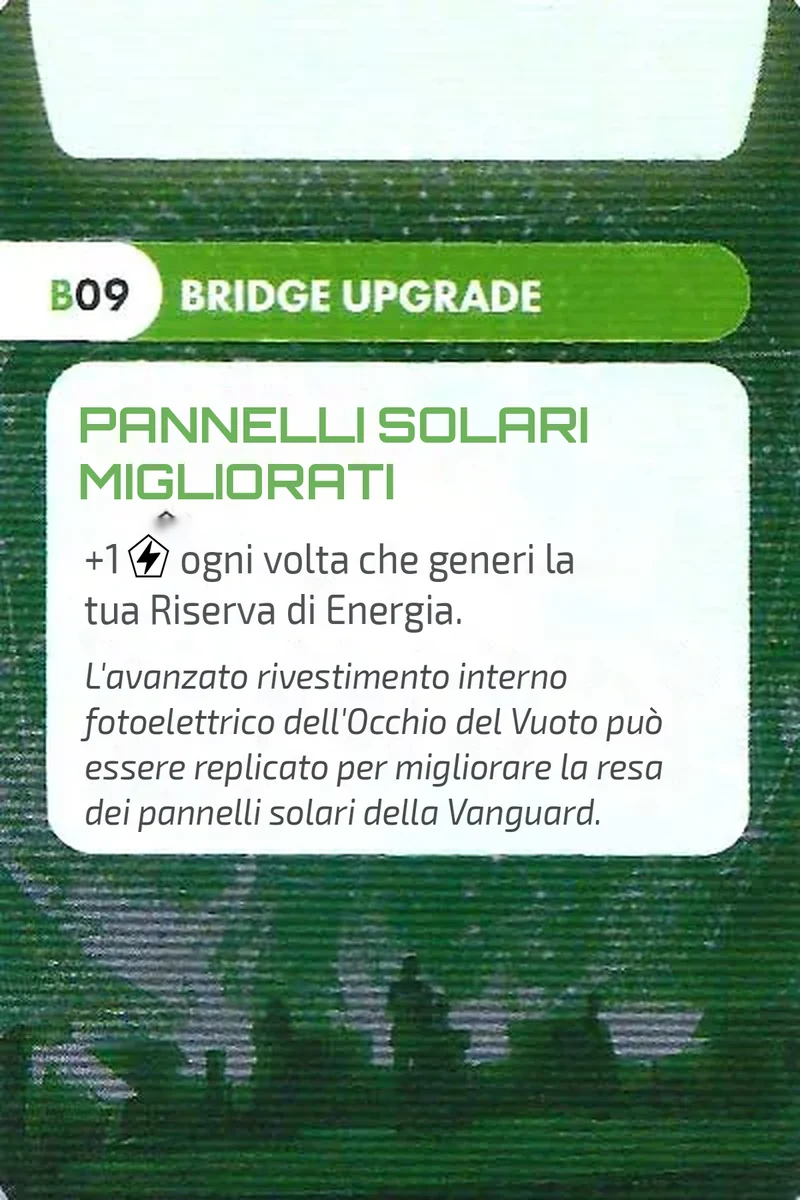 B09 BRIDGE UPGRADE
PANNELLI SOLARI
MIGLIORATI
+1 ogni volta che generi la
tua Riserva di Energia.
L'avanzato rivestimento interno
fotoelettrico dell'Occhio del Vuoto può
essere replicato per migliorare la resa
dei pannelli solari della Vanguard.